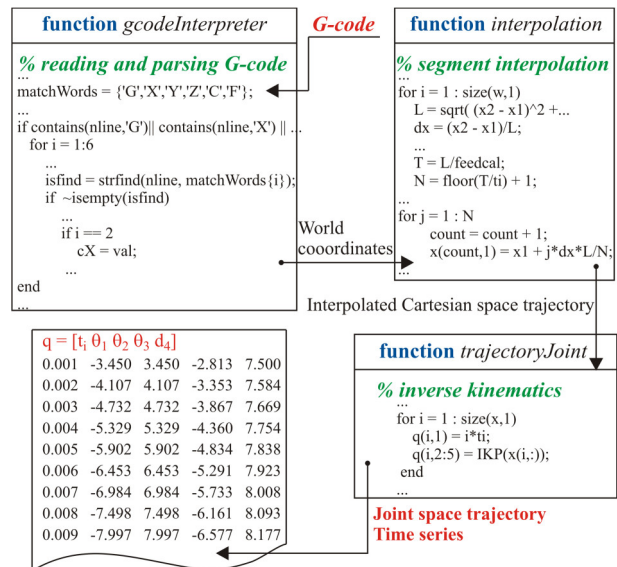 function gcodeInterpreter
% reading and parsing G-code
...
matchWords = {'G','X','Y','Z','C','F'};
...
if contains(nline,'G')|| contains(nline,'X') || ...
for i = 1:6
...
isfind = strfind(nline, matchWords{i});
if ~isempty(isfind)
...
if i == 2
cX = val;
...
end
...
G-code
World
cooordinates
function interpolation
% segment interpolation
...
for i = 1 : size(w,1)
L = sqrt( (x2 - x1)^2 +...
dx = (x2 - x1)/L;
...
T = L/feedcal;
N = floor(T/ti) + 1;
...
for j = 1 : N
count = count + 1;
x(count,1) = x1 + j*dx*L/N;
...
Interpolated Cartesian space trajectory
function trajectoryJoint
% inverse kinematics
...
for i = 1 : size(x,1)
q(i,1) = i*ti;
q(i,2:5) = IKP(x(i,:));
end
...
Joint space trajectory
Time series
q = [tᵢ θ₁ θ₂ θ₃ d₄]
0.001 -3.450 3.450 -2.813 7.500
0.002 -4.107 4.107 -3.353 7.584
0.003 -4.732 4.732 -3.867 7.669
0.004 -5.329 5.329 -4.360 7.754
0.005 -5.902 5.902 -4.834 7.838
0.006 -6.453 6.453 -5.291 7.923
0.007 -6.984 6.984 -5.733 8.008
0.008 -7.498 7.498 -6.161 8.093
0.009 -7.997 7.997 -6.577 8.177